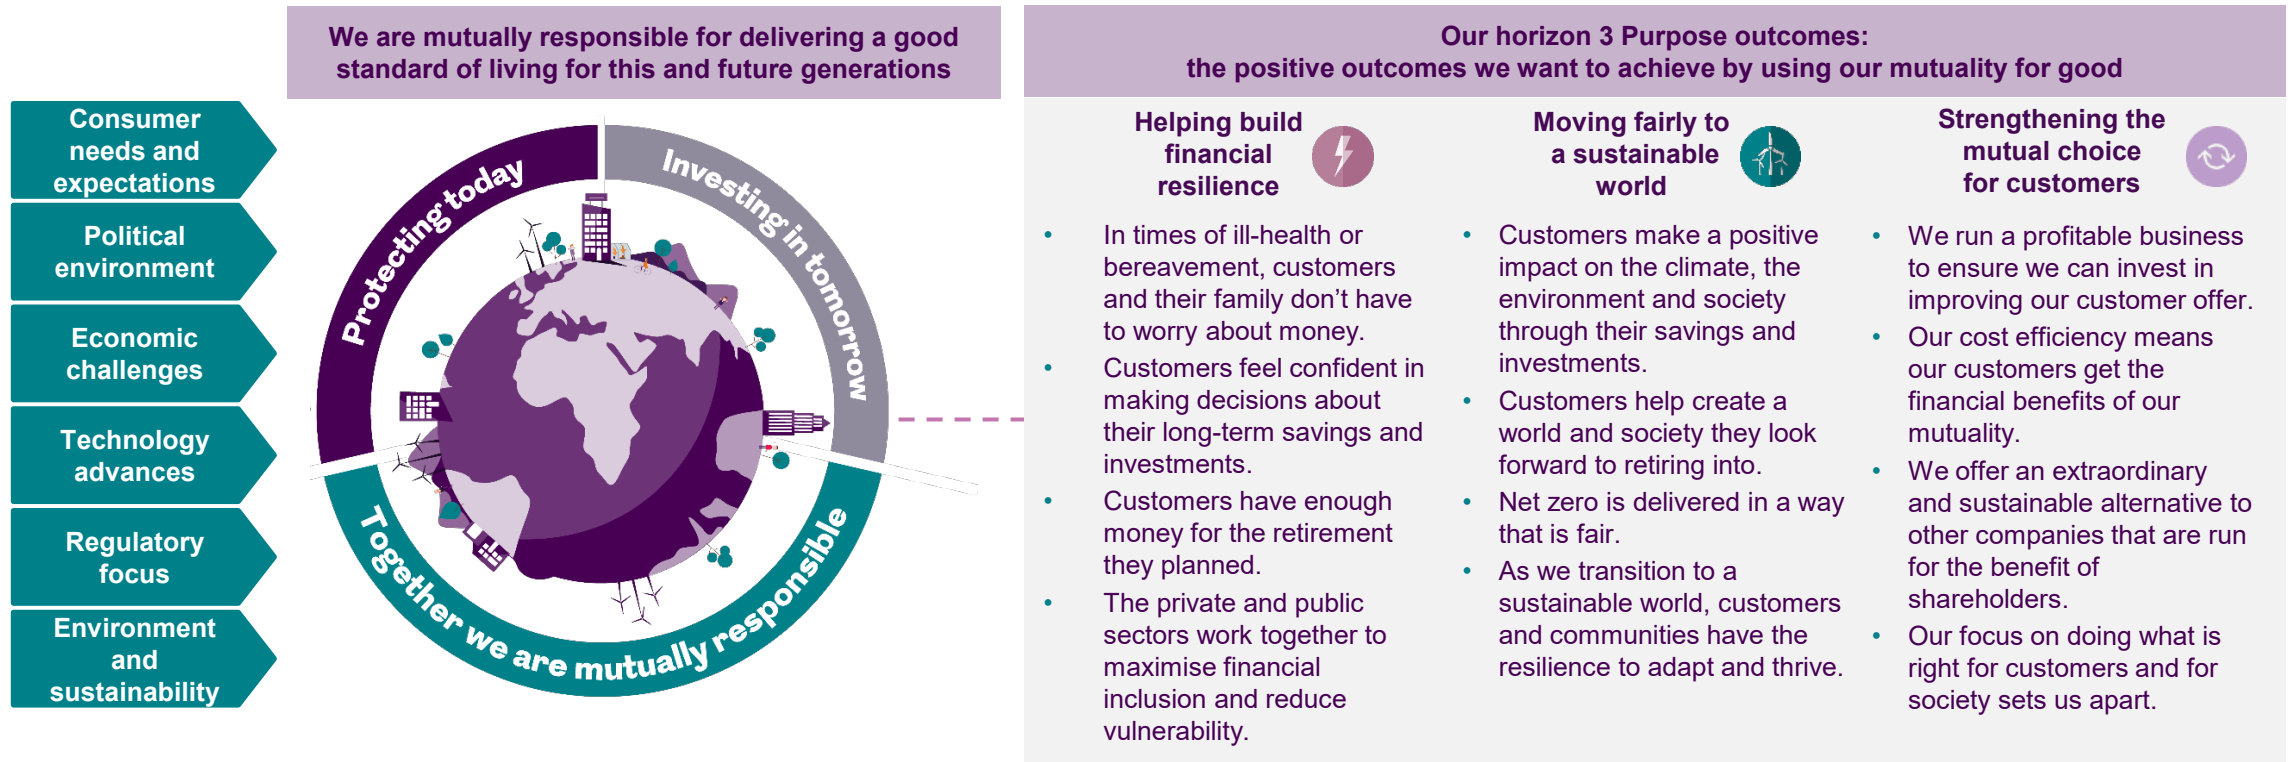 We are mutually responsible for delivering a good
standard of living for this and future generations
Consumer
needs and
expectations
Political
environment
Economic
challenges
Technology
advances
Regulatory
focus
Environment
and
sustainability
Protecting today
Investing in tomorrow
Together we are mutually responsible
Our horizon 3 Purpose outcomes:
the positive outcomes we want to achieve by using our mutuality for good
Helping build
financial
resilience
• In times of ill-health or
bereavement, customers
and their family don’t have
to worry about money.
• Customers feel confident in
making decisions about
their long-term savings and
investments.
• Customers have enough
money for the retirement
they planned.
• The private and public
sectors work together to
maximise financial
inclusion and reduce
vulnerability.
Moving fairly to
a sustainable
world
• Customers make a positive
impact on the climate, the
environment and society
through their savings and
investments.
• Customers help create a
world and society they look
forward to retiring into.
• Net zero is delivered in a way
that is fair.
• As we transition to a
sustainable world, customers
and communities have the
resilience to adapt and thrive.
Strengthening the
mutual choice
for customers
• We run a profitable business
to ensure we can invest in
improving our customer offer.
• Our cost efficiency means
our customers get the
financial benefits of our
mutuality.
• We offer an extraordinary
and sustainable alternative to
other companies that are run
for the benefit of
shareholders.
• Our focus on doing what is
right for customers and for
society sets us apart.